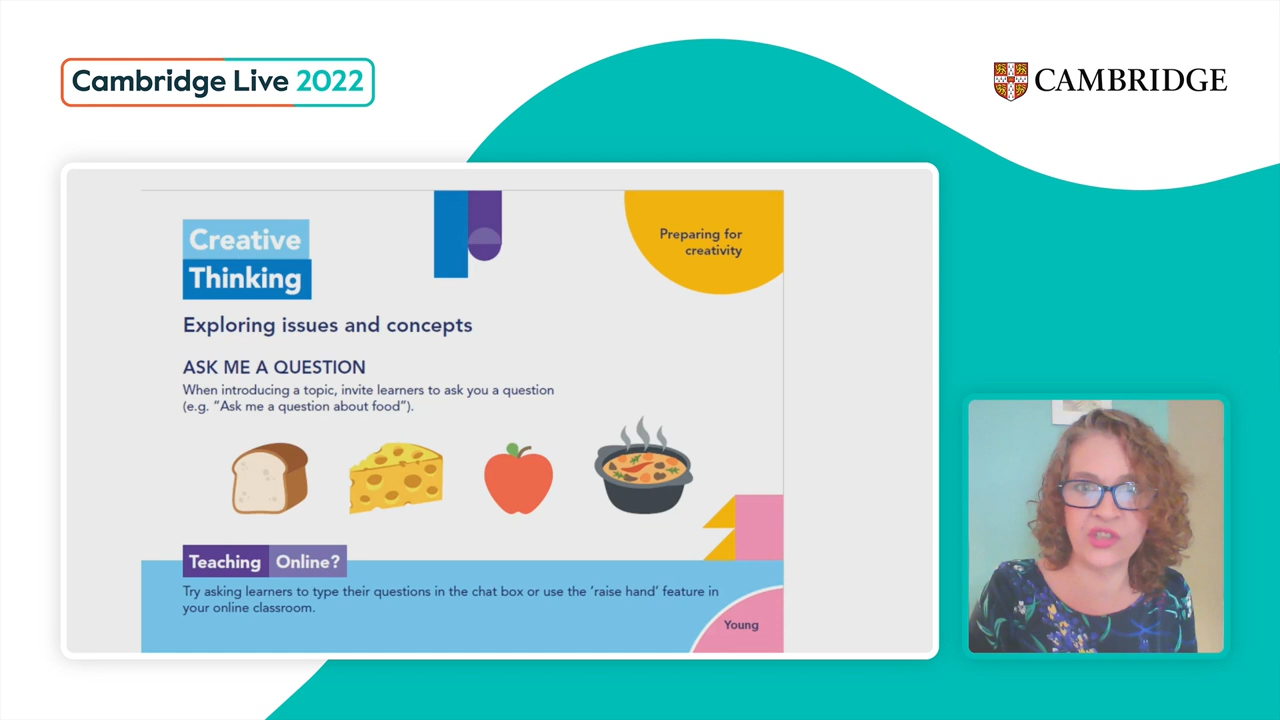 Cambridge Live 2022
CAMBRIDGE
Creative
Thinking
Preparing for
creativity
Exploring issues and concepts
ASK ME A QUESTION
When introducing a topic, invite learners to ask you a question
(e.g. “Ask me a question about food”).
Teaching Online?
Try asking learners to type their questions in the chat box or use the ‘raise hand’ feature in
your online classroom.
Young